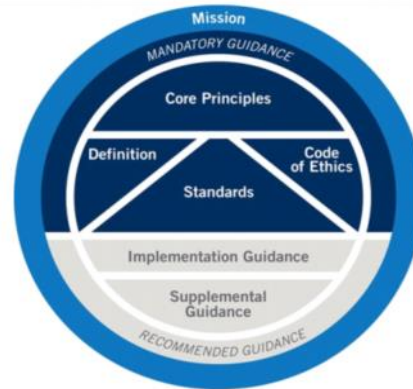 Mission
MANDATORY GUIDANCE
Core Principles
Definition
Code
of Ethics
Standards
Implementation Guidance
Supplemental
Guidance
RECOMMENDED GUIDANCE